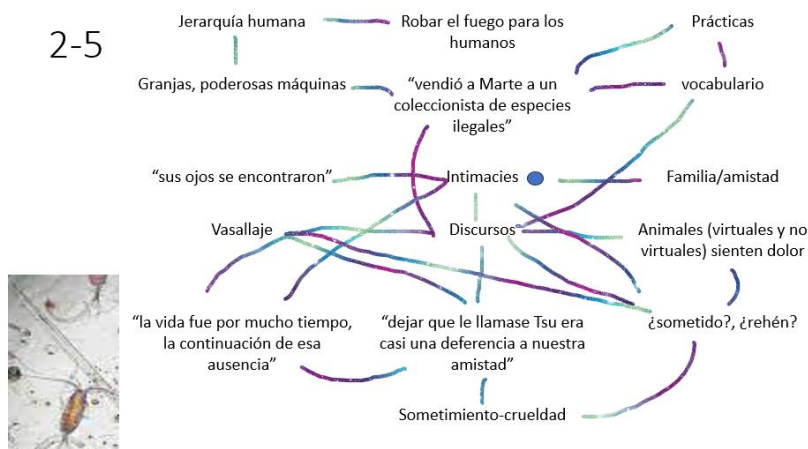 2-5
Jerarquía humana
Robar el fuego para los
humanos
Prácticas
Granjas, poderosas máquinas
“vendió a Marte a un
coleccionista de especies
ilegales”
vocabulario
“sus ojos se encontraron”
Intimacies
Familia/amistad
Vasallaje
Discursos
Animales (virtuales y no
virtuales) sienten dolor
“la vida fue por mucho tiempo,
la continuación de esa
ausencia”
“dejar que le llamase Tsu era
casi una deferencia a nuestra
amistad”
¿sometido?, ¿rehén?
Sometimiento-crueldad